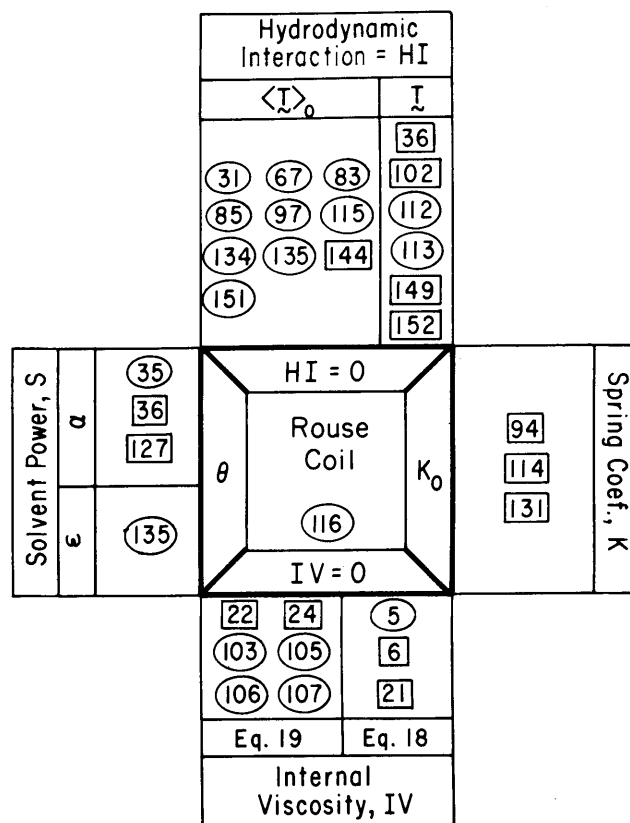 Hydrodynamic
Interaction = HI
<T>₀ T
36
31 67 83 102
85 97 115 112
134 135 144 113
151 149
152
Solvent Power, S
α
35
36
127
ε
135
HI = 0
θ
Rouse
Coil
116
K₀
IV = 0
94
114
131
Spring Coef., K
22 24 5
103 105 6
106 107 21
Eq. 19 Eq. 18
Internal
Viscosity, IV